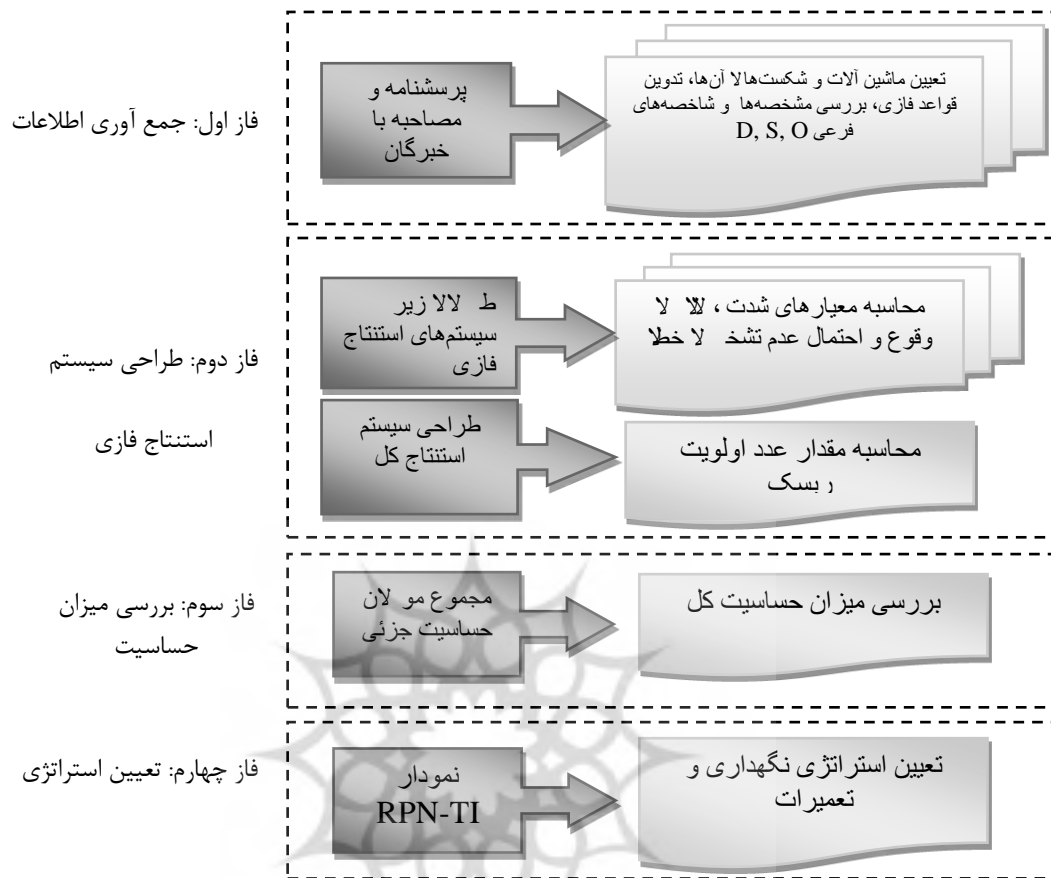 فاز اول: جمع آوری اطلاعات
پرسشنامه و
مصاحبه با
خبرگان
تعیین ماشین آلات و آن‌ها، تدوین
قواعد فازی، بررسی مشخصه‌ها و شاخصه‌های
فرعی D, S, O
فاز دوم: طراحی سیستم
استنتاج فازی
زیر
سیستم‌های استنتاج
فازی
محاسبه معیارهای شدت ،
وقوع و احتمال عدم
طراحی سیستم
استنتاج کل
محاسبه مقدار عدد اولویت
ریسک
فاز سوم: بررسی میزان
حساسیت
مجموع
حساسیت جزئی
بررسی میزان حساسیت کل
فاز چهارم: تعیین استراتژی
نمودار
RPN-TI
تعیین استراتژی نگهداری و
تعمیرات